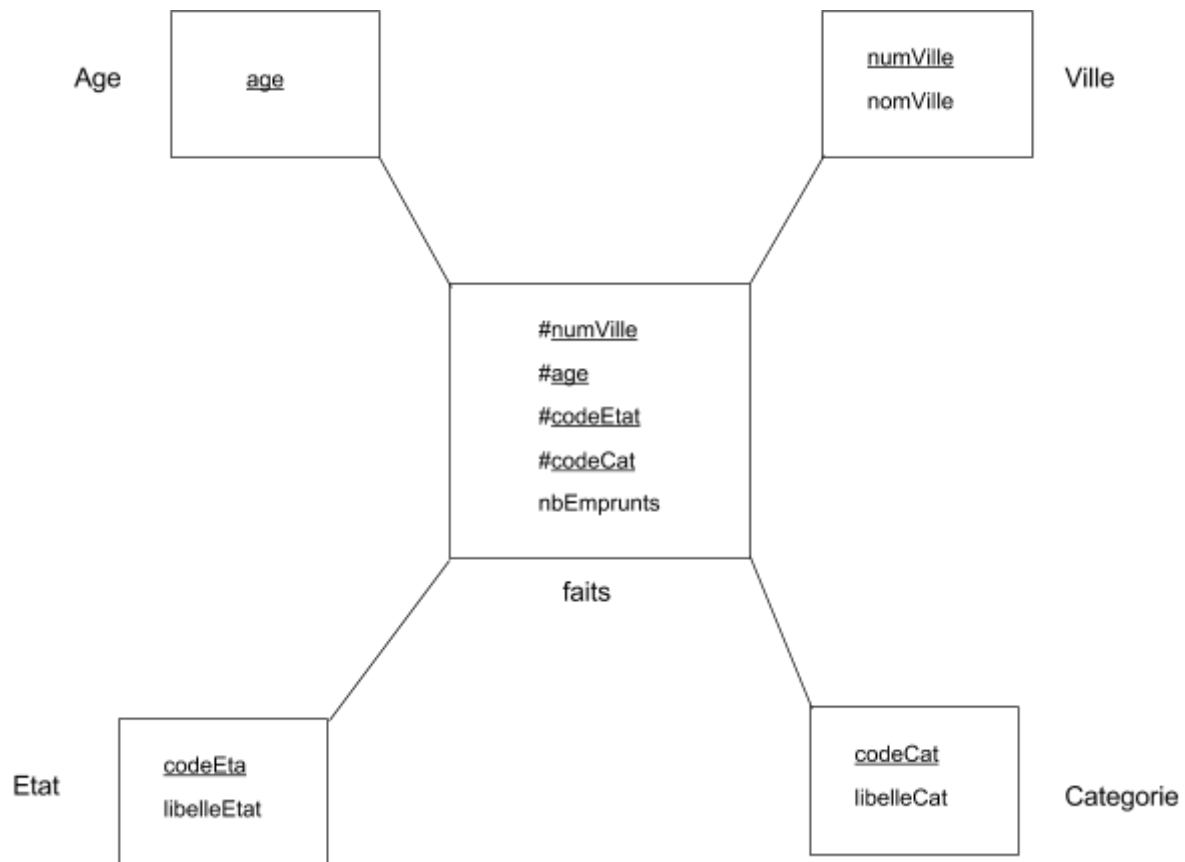 Age
age
numVille
nomVille
Ville
#numVille
#age
#codeEtat
#codeCat
nbEmprunts
faits
Etat
codeEta
libelleEtat
codeCat
libelleCat
Categorie